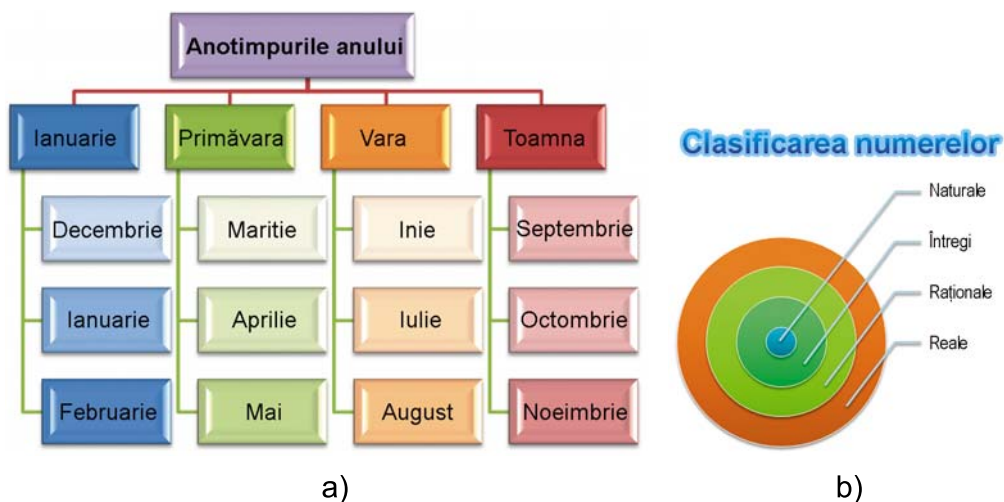 Anotimpurile anului
Ianuarie
Primăvara
Vara
Toamna
Decembrie
Maritie
Inie
Septembrie
Ianuarie
Aprilie
Iulie
Octombrie
Februarie
Mai
August
Noeimbrie
a)
Clasificarea numerelor
Naturale
Întregi
Raționale
Reale
b)